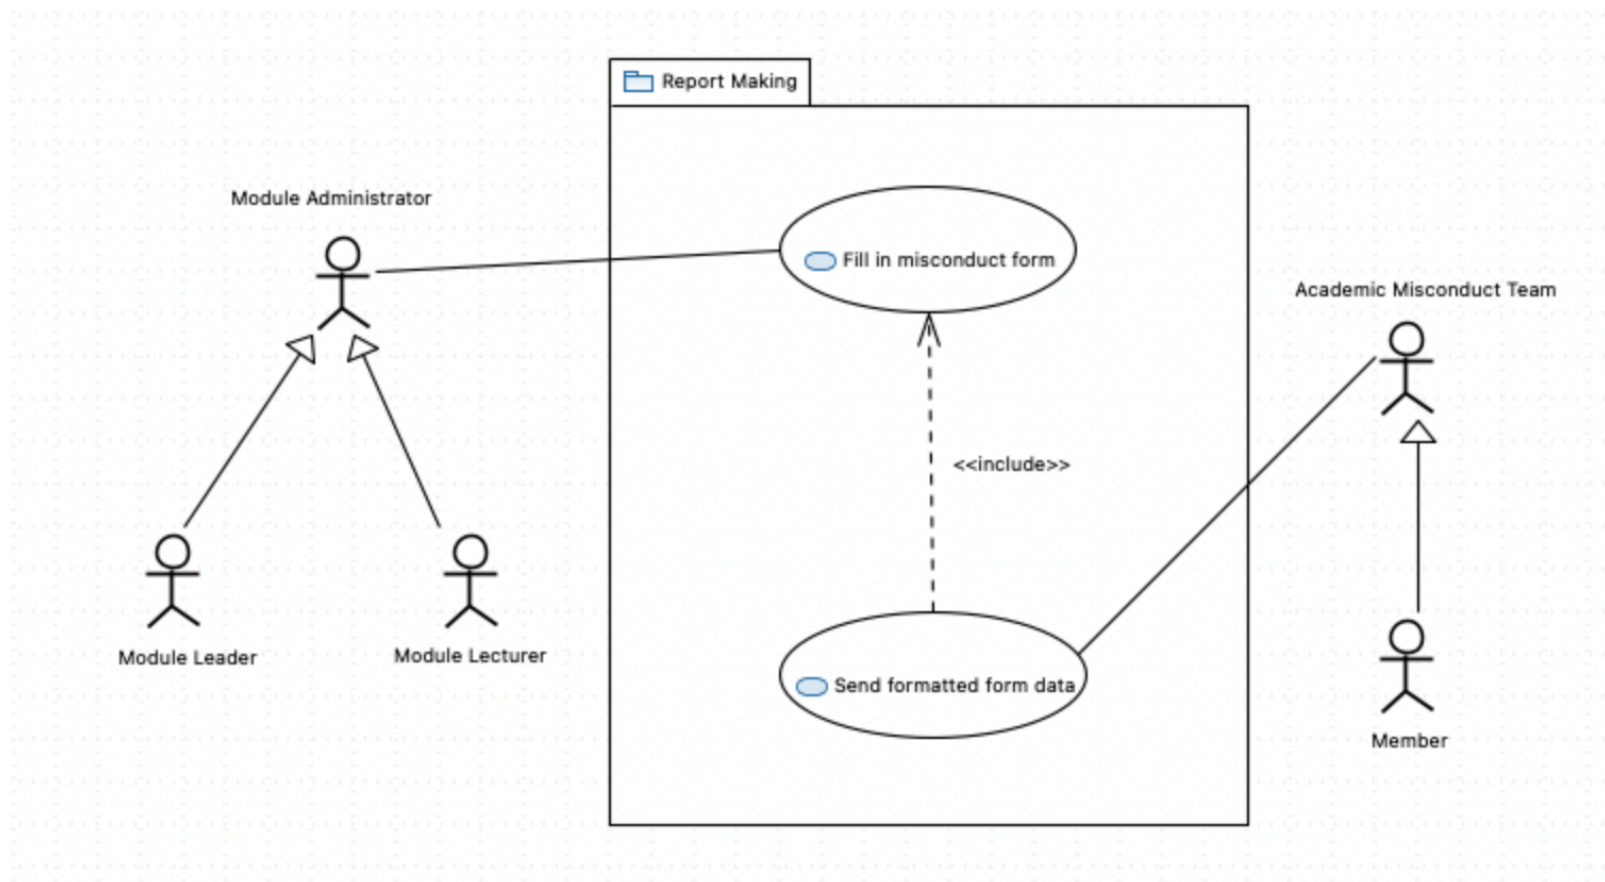 Report Making
Module Administrator
Fill in misconduct form
Academic Misconduct Team
<<include>>
Module Leader
Module Lecturer
Send formatted form data
Member